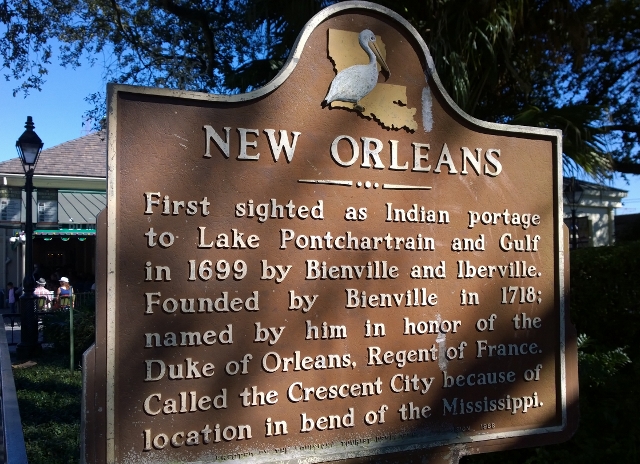 NEW ORLEANS
First sighted as Indian portage
to Lake Pontchartrain and Gulf
in 1699 by Bienville and Iberville.
Founded by Bienville in 1718;
named by him in honor of the
Duke of Orleans, Regent of France.
Called the Crescent City because of
location in bend of the Mississippi.